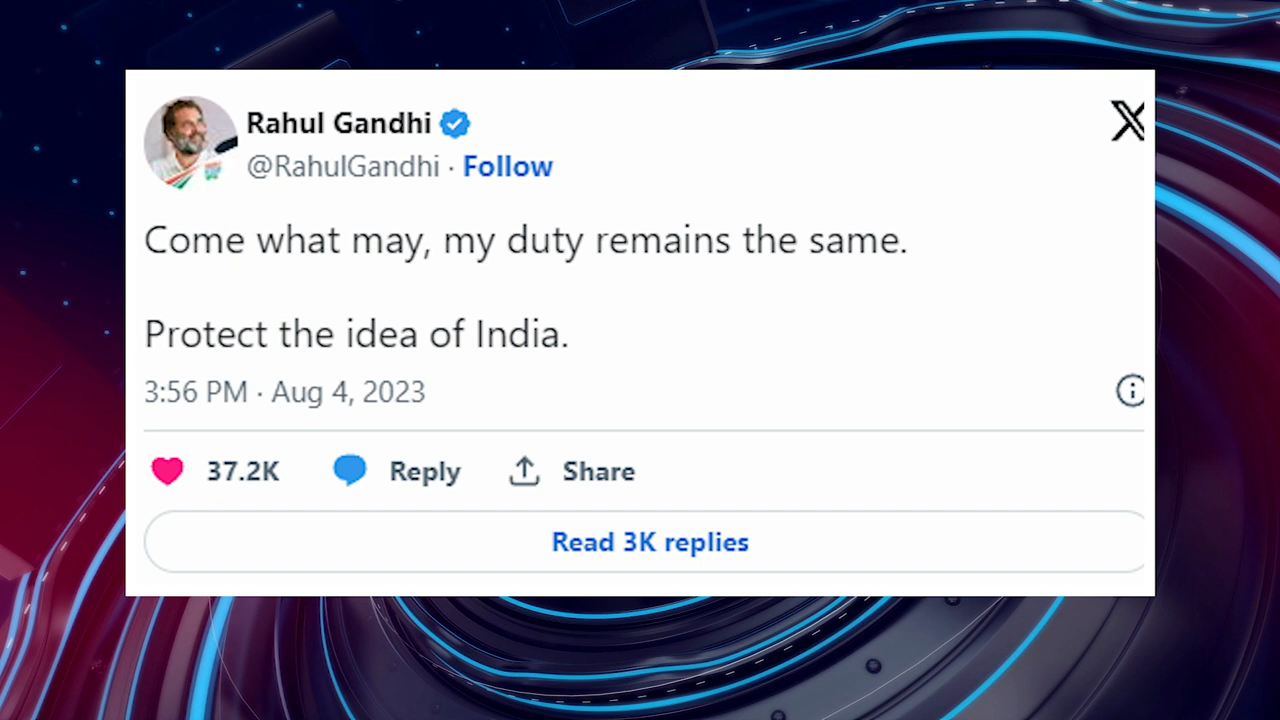 Rahul Gandhi
@RahulGandhi · Follow
Come what may, my duty remains the same.
Protect the idea of India.
3:56 PM · Aug 4, 2023
37.2K Reply Share
Read 3K replies